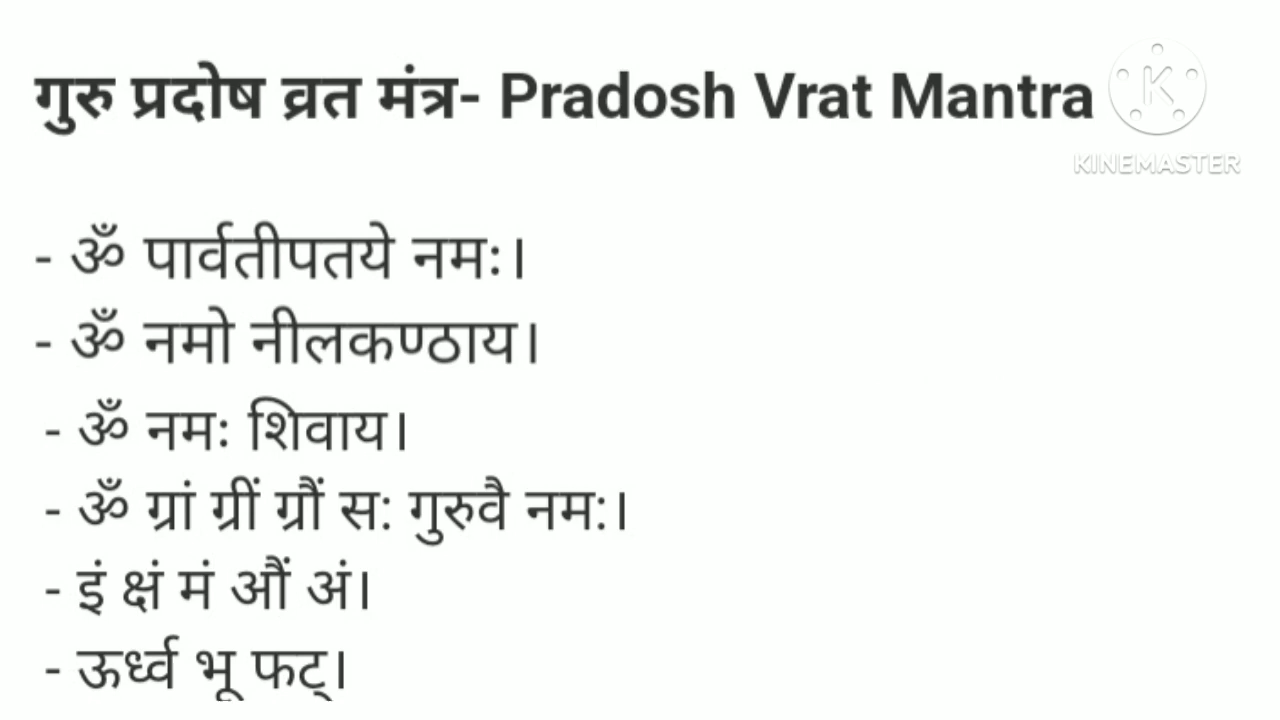 गुरु प्रदोष व्रत मंत्र- Pradosh Vrat Mantra
KINEMASTER
- ॐ पार्वतीपतये नमः।
- ॐ नमो नीलकण्ठाय।
- ॐ नमः शिवाय।
- ॐ ग्रां ग्रीं ग्रौं स: गुरुवै नम:।
- इं क्षं मं औं अं।
- ऊर्ध्व भू फट्।